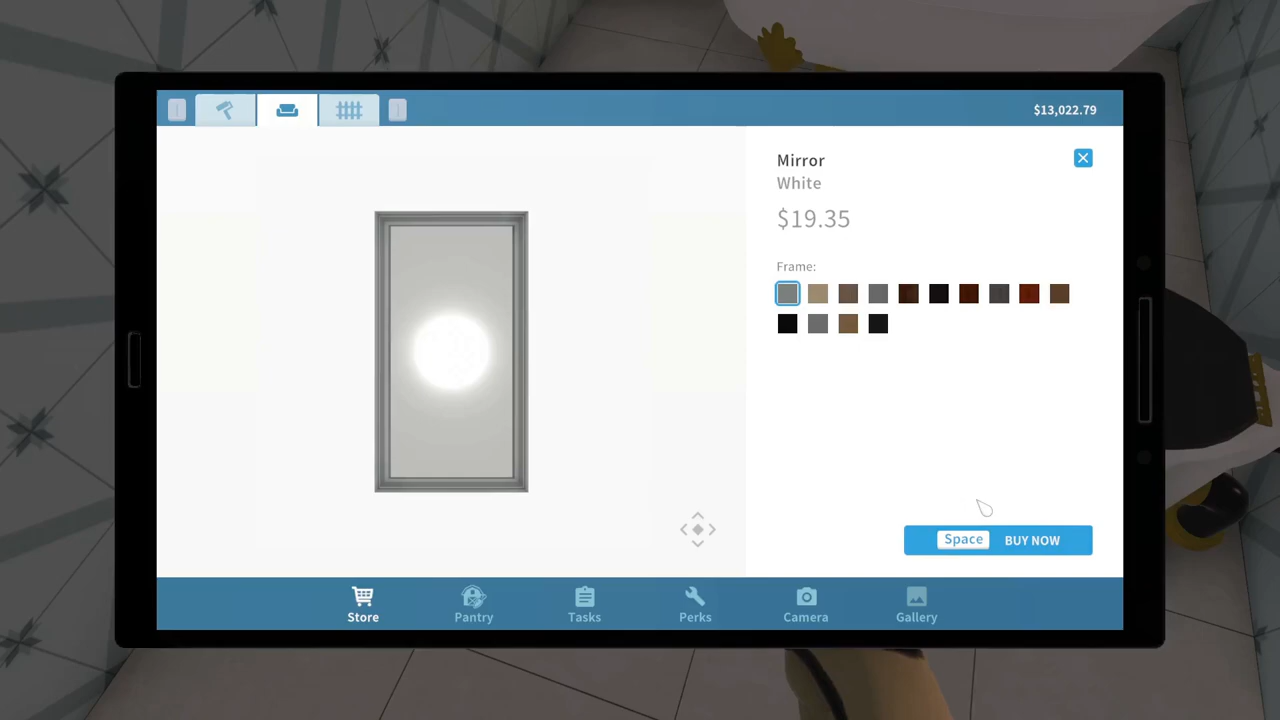 $13,022.79
Mirror
White
$19.35
Frame:
Space BUY NOW
Store Pantry Tasks Perks Camera Gallery